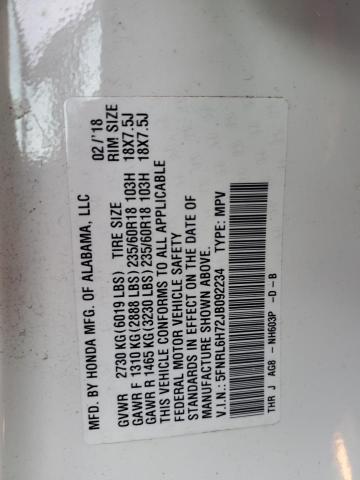 MFD. BY HONDA MFG. OF ALABAMA, LLC 02/'18
GVWR 2730 KG(6019 LBS) TIRE SIZE RIM SIZE
GAWR F 1310 KG(2889 LBS)235/60R18 103H 18X7.5J
GAWR R 1465 KG(3230 LBS)235/60R18 103H 18X7.5J
THIS VEHICLE CONFORMS TO ALL APPLICABLE
FEDERAL MOTOR VEHICLE SAFETY
STANDARDS IN EFFECT ON THE DATE OF
MANUFACTURE SHOWN ABOVE.
V.I.N.: 5FNRL6H72JB092234 TYPE: MPV
THR J AG8 -NH603P -D-B